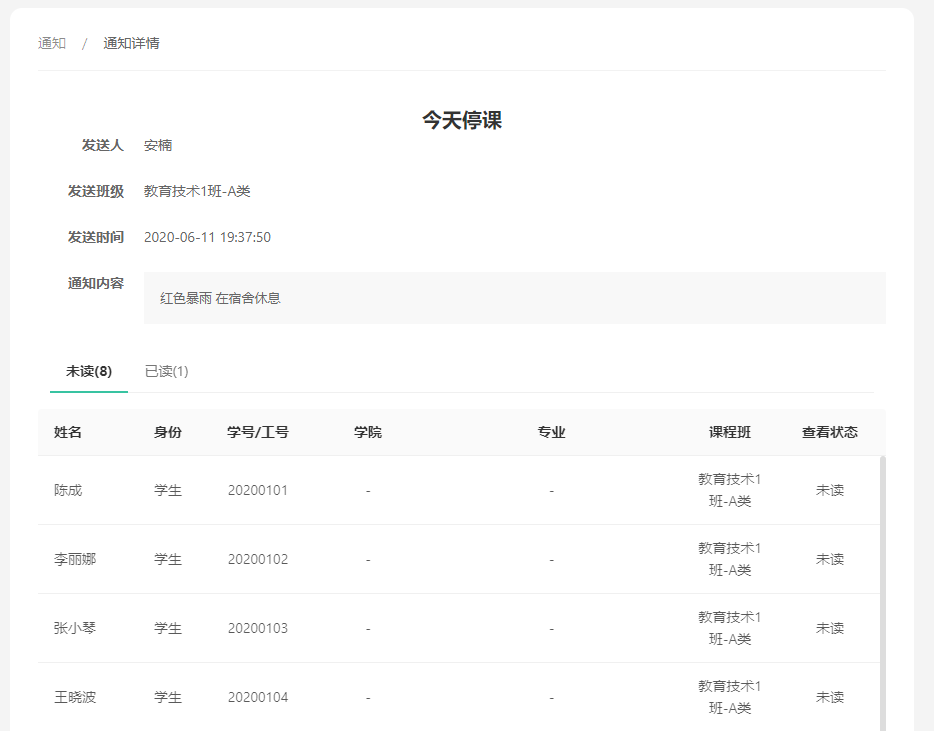 通知 / 通知详情
今天停课
发送人 安楠
发送班级 教育技术1班-A类
发送时间 2020-06-11 19:37:50
通知内容 红色暴雨 在宿舍休息
未读(8) 已读(1)
姓名 身份 学号/工号 学院 专业 课程班 查看状态
陈成 学生 20200101 - - 教育技术1 未读
班-A类
李丽娜 学生 20200102 - - 教育技术1 未读
班-A类
张小琴 学生 20200103 - - 教育技术1 未读
班-A类
王晓波 学生 20200104 - - 教育技术1 未读
班-A类